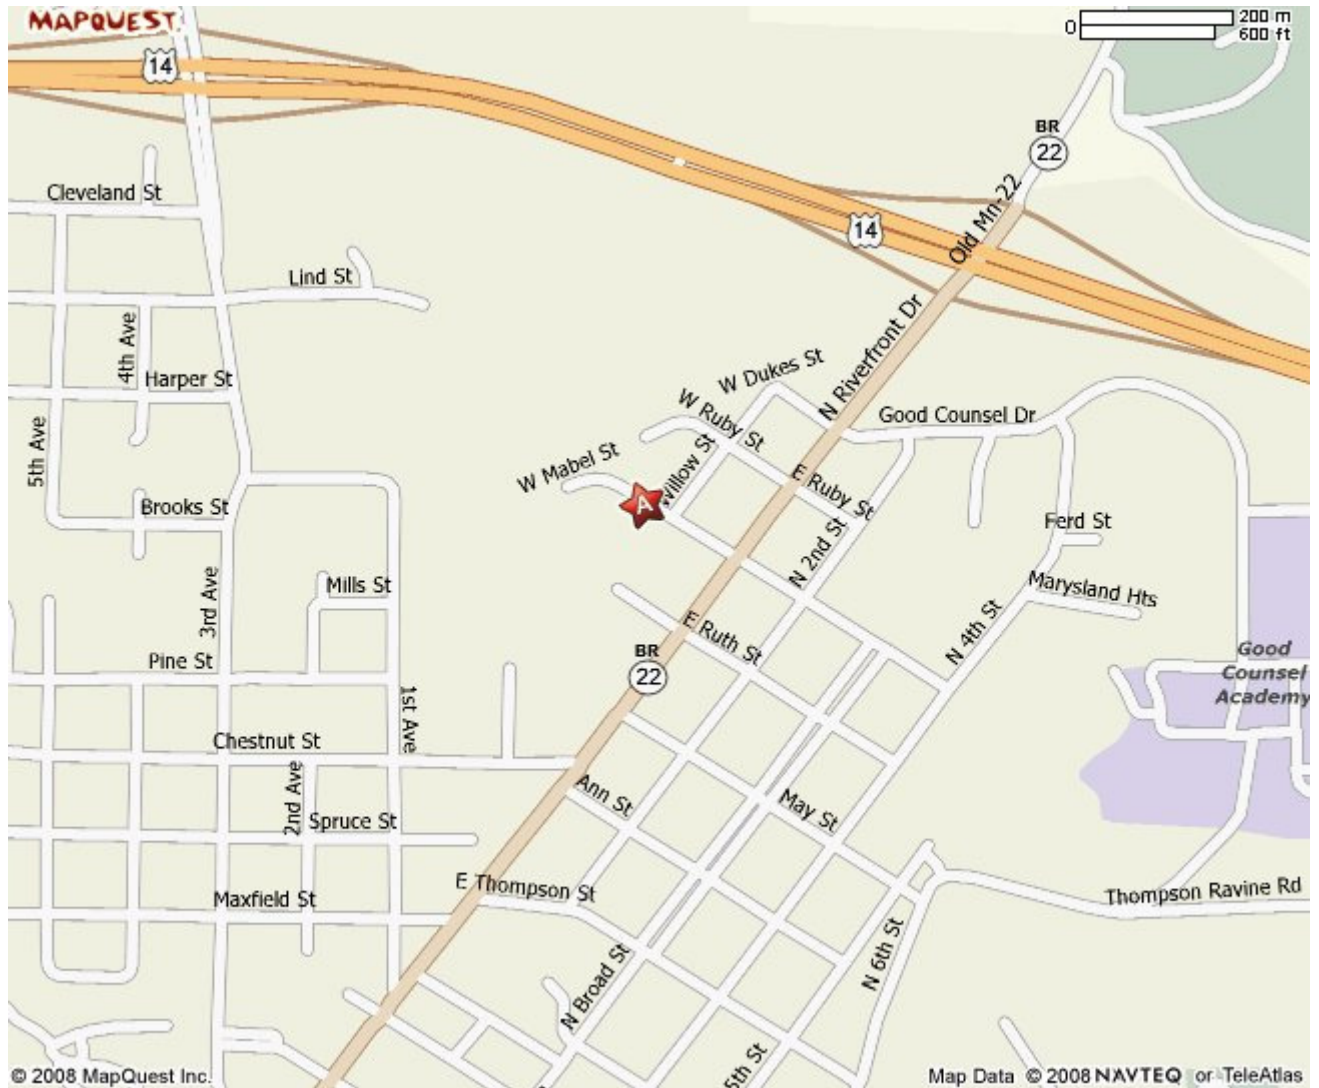 MAPQUEST.
0
200 m
600 ft
14
BR
22
Cleveland St
Old Mn-22
14
Lind St
4th Ave
N Riverfront Dr
Harper St
W Dukes St
W Ruby St
Good Counsel Dr
5th Ave
W Mabel St
Willow St
E Ruby St
A
Brooks St
Ferd St
N 2nd St
Mills St
Marysland Hts
3rd Ave
E Ruth St
N 4th St
Pine St
BR
22
Good
Counsel
Academy
1st Ave
Chestnut St
2nd Ave
Ann St
May St
Spruce St
E Thompson St
Maxfield St
Thompson Ravine Rd
N 6th St
N Broad St
5th St
© 2008 MapQuest Inc.
Map Data © 2008 NAVTEQ or TeleAtlas